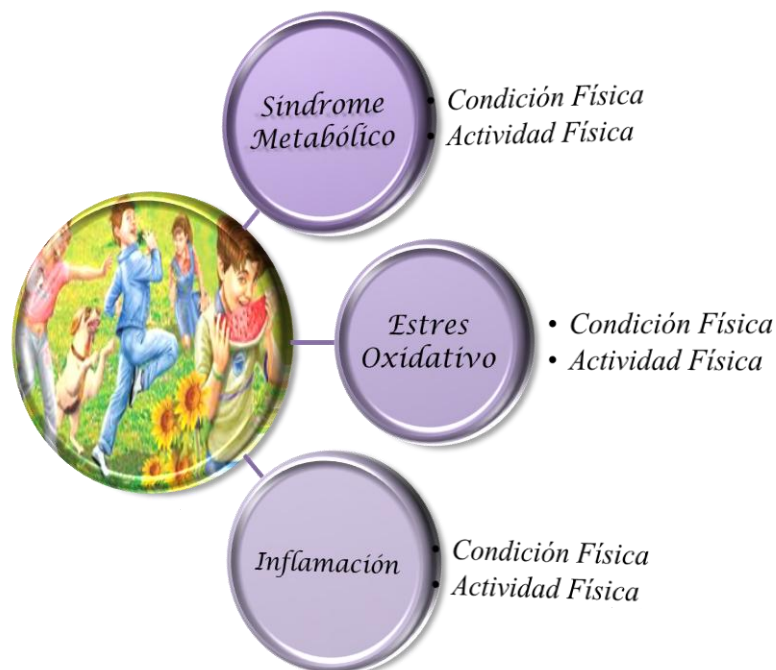 Síndrome
Metabólico
• Condición Física
• Actividad Física
Estres
Oxidativo
• Condición Física
• Actividad Física
Inflamación
• Condición Física
• Actividad Física